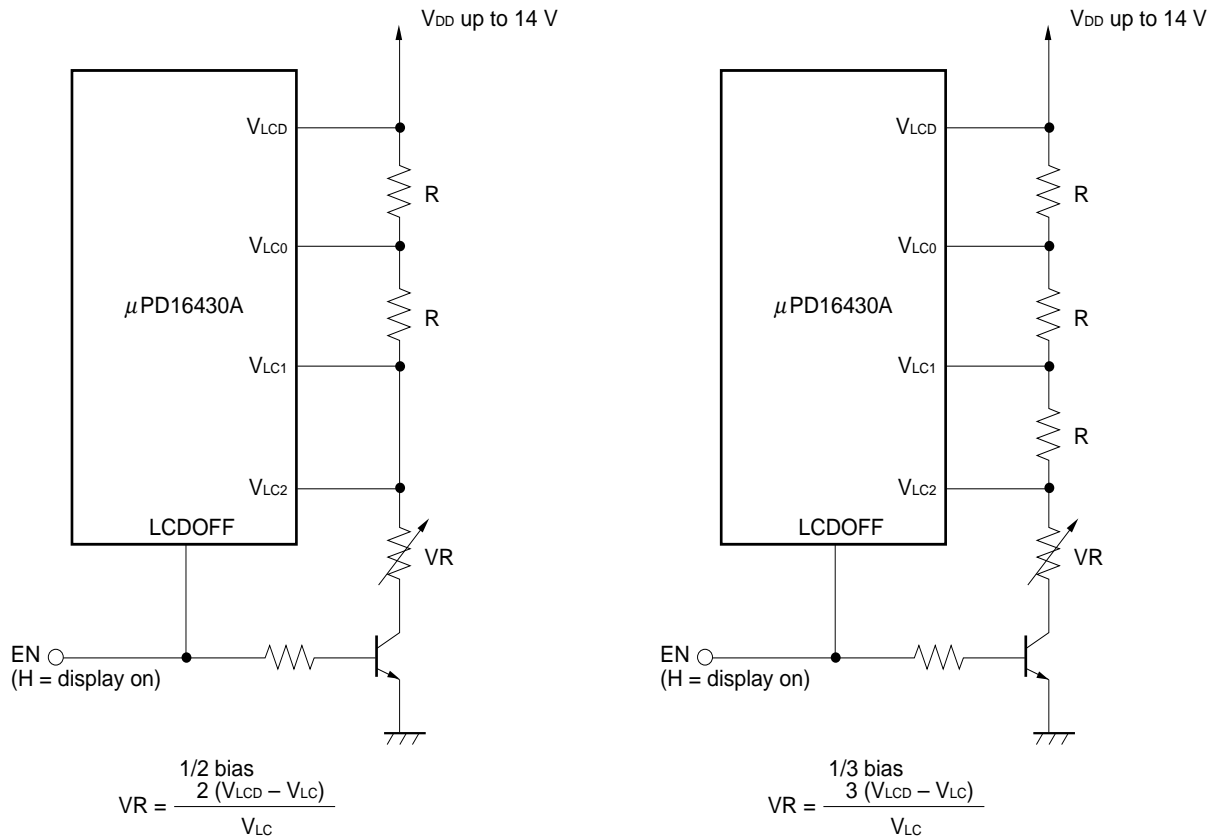 VDD up to 14 V
VLCD
R
VLC0
μPD16430A
R
VLC1
VLC2
LCDOFF
VR
EN
(H = display on)
1/2 bias
VR = 2 (VLCD – VLC)
VLC
VDD up to 14 V
VLCD
R
VLC0
μPD16430A
R
VLC1
R
VLC2
LCDOFF
VR
EN
(H = display on)
1/3 bias
VR = 3 (VLCD – VLC)
VLC